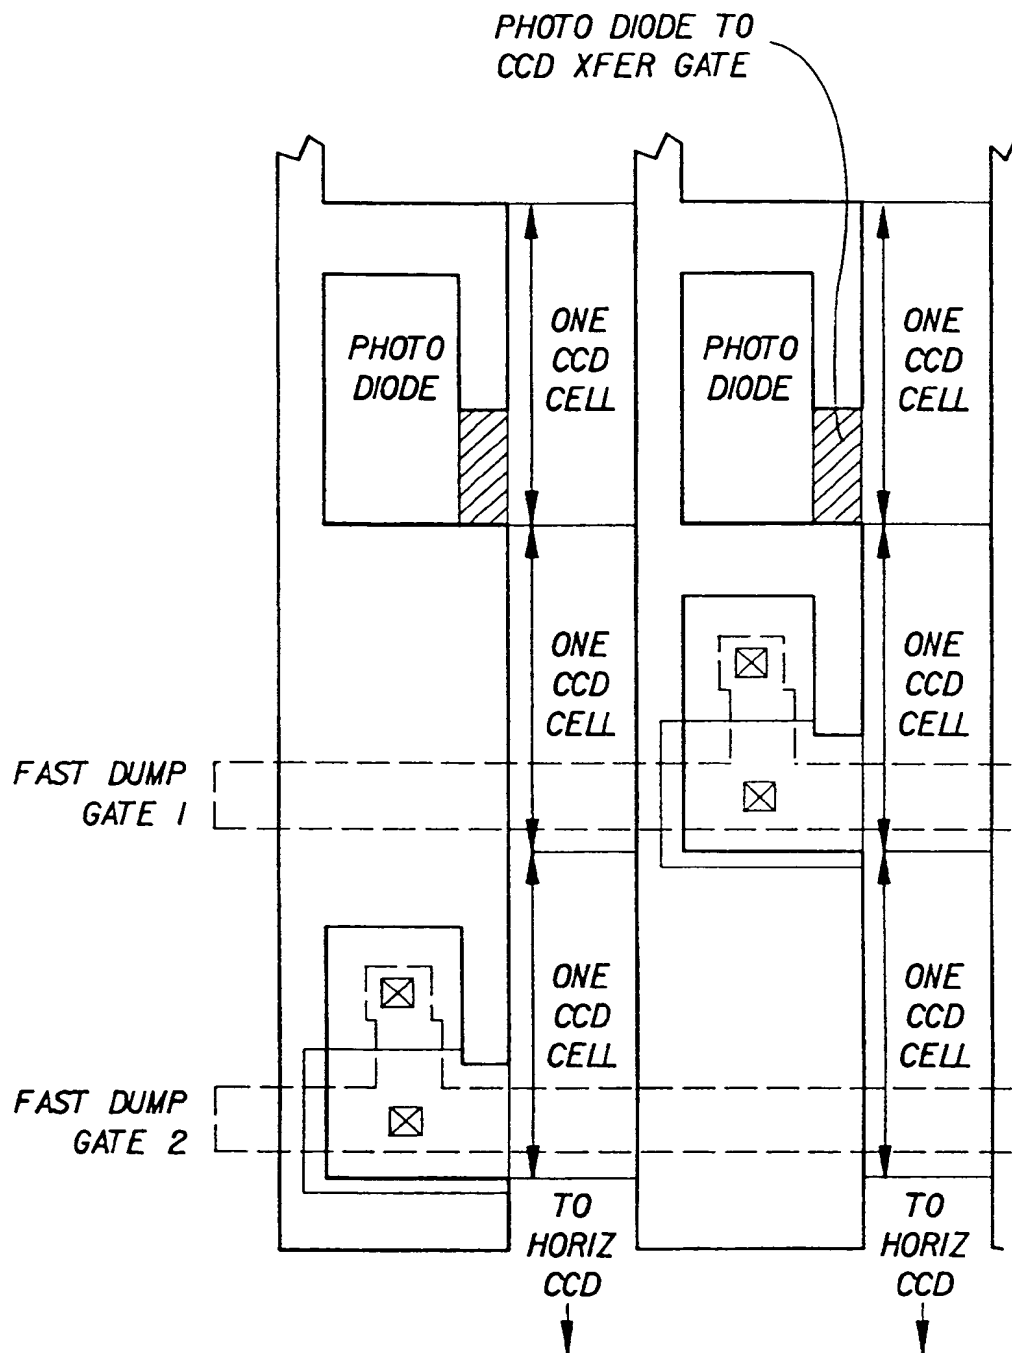 PHOTO DIODE TO
CCD XFER GATE
PHOTO
DIODE
ONE
CCD
CELL
PHOTO
DIODE
ONE
CCD
CELL
ONE
CCD
CELL
ONE
CCD
CELL
FAST DUMP
GATE 1
ONE
CCD
CELL
ONE
CCD
CELL
FAST DUMP
GATE 2
TO
HORIZ
CCD
TO
HORIZ
CCD